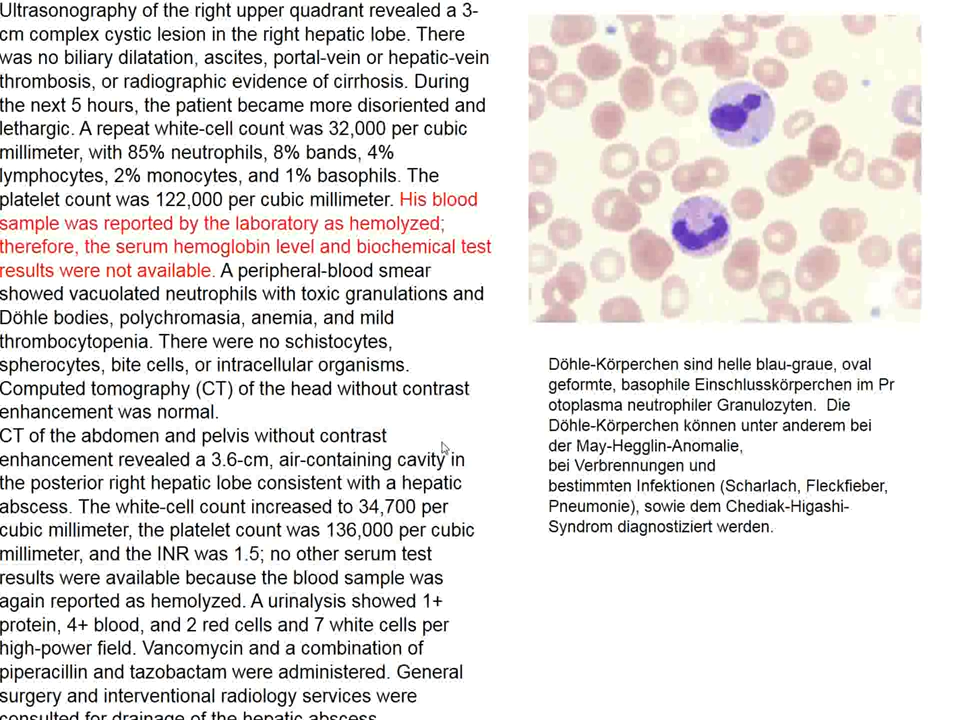 Ultrasonography of the right upper quadrant revealed a 3-
cm complex cystic lesion in the right hepatic lobe. There
was no biliary dilatation, ascites, portal-vein or hepatic-vein
thrombosis, or radiographic evidence of cirrhosis. During
the next 5 hours, the patient became more disoriented and
lethargic. A repeat white-cell count was 32,000 per cubic
millimeter, with 85% neutrophils, 8% bands, 4%
lymphocytes, 2% monocytes, and 1% basophils. The
platelet count was 122,000 per cubic millimeter. His blood
sample was reported by the laboratory as hemolyzed;
therefore, the serum hemoglobin level and biochemical test
results were not available. A peripheral-blood smear
showed vacuolated neutrophils with toxic granulations and
Döhle bodies, polychromasia, anemia, and mild
thrombocytopenia. There were no schistocytes,
spherocytes, bite cells, or intracellular organisms.
Computed tomography (CT) of the head without contrast
enhancement was normal.
CT of the abdomen and pelvis without contrast
enhancement revealed a 3.6-cm, air-containing cavity in
the posterior right hepatic lobe consistent with a hepatic
abscess. The white-cell count increased to 34,700 per
cubic millimeter, the platelet count was 136,000 per cubic
millimeter, and the INR was 1.5; no other serum test
results were available because the blood sample was
again reported as hemolyzed. A urinalysis showed 1+
protein, 4+ blood, and 2 red cells and 7 white cells per
high-power field. Vancomycin and a combination of
piperacillin and tazobactam were administered. General
surgery and interventional radiology services were
consulted for drainage of the hepatic abscess.
Döhle-Körperchen sind helle blau-graue, oval
geformte, basophile Einschlusskörperchen im Pr
otoplasma neutrophiler Granulozyten. Die
Döhle-Körperchen können unter anderem bei
der May-Hegglin-Anomalie,
bei Verbrennungen und
bestimmten Infektionen (Scharlach, Fleckfieber,
Pneumonie), sowie dem Chediak-Higashi-
Syndrom diagnostiziert werden.